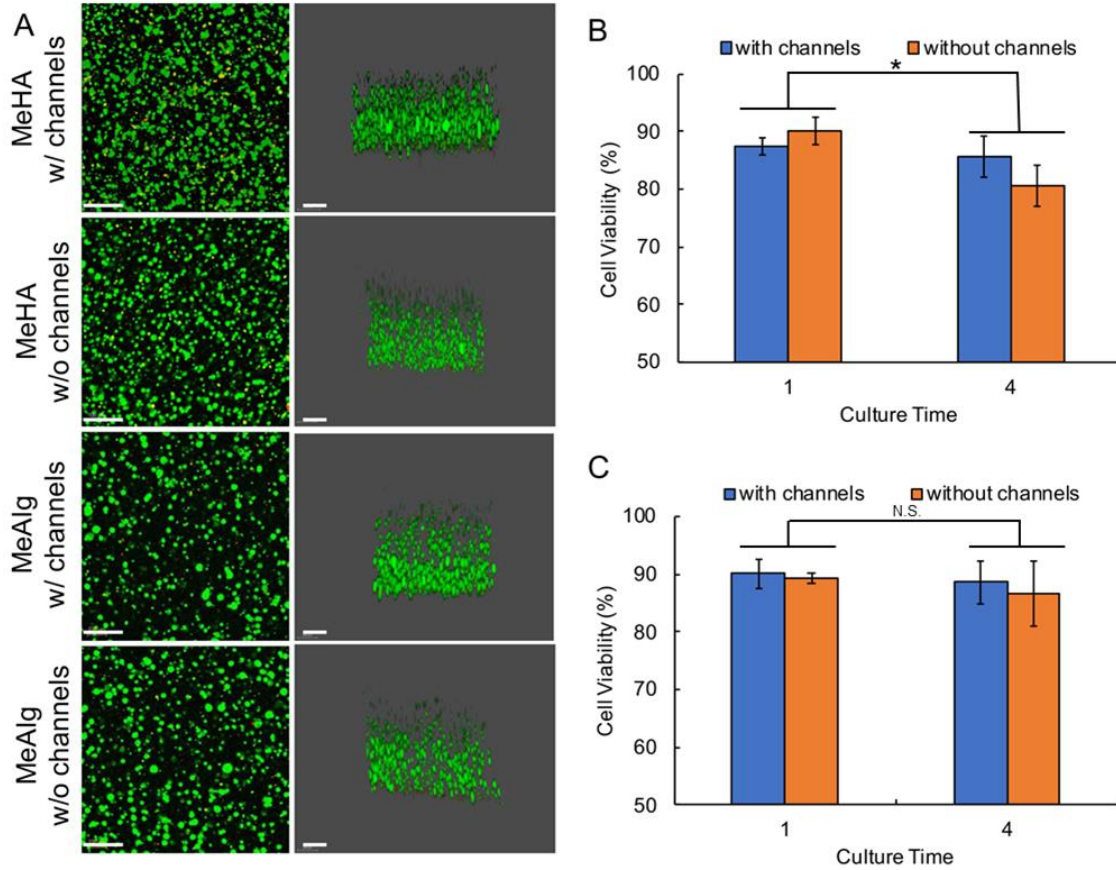 A
MeHA
w/ channels
MeHA
w/o channels
MeAlg
w/ channels
MeAlg
w/o channels
B
with channels without channels
*
100
90
80
70
60
50
Cell Viability (%)
1 4
Culture Time
C
with channels without channels
N.S.
100
90
80
70
60
50
Cell Viability (%)
1 4
Culture Time